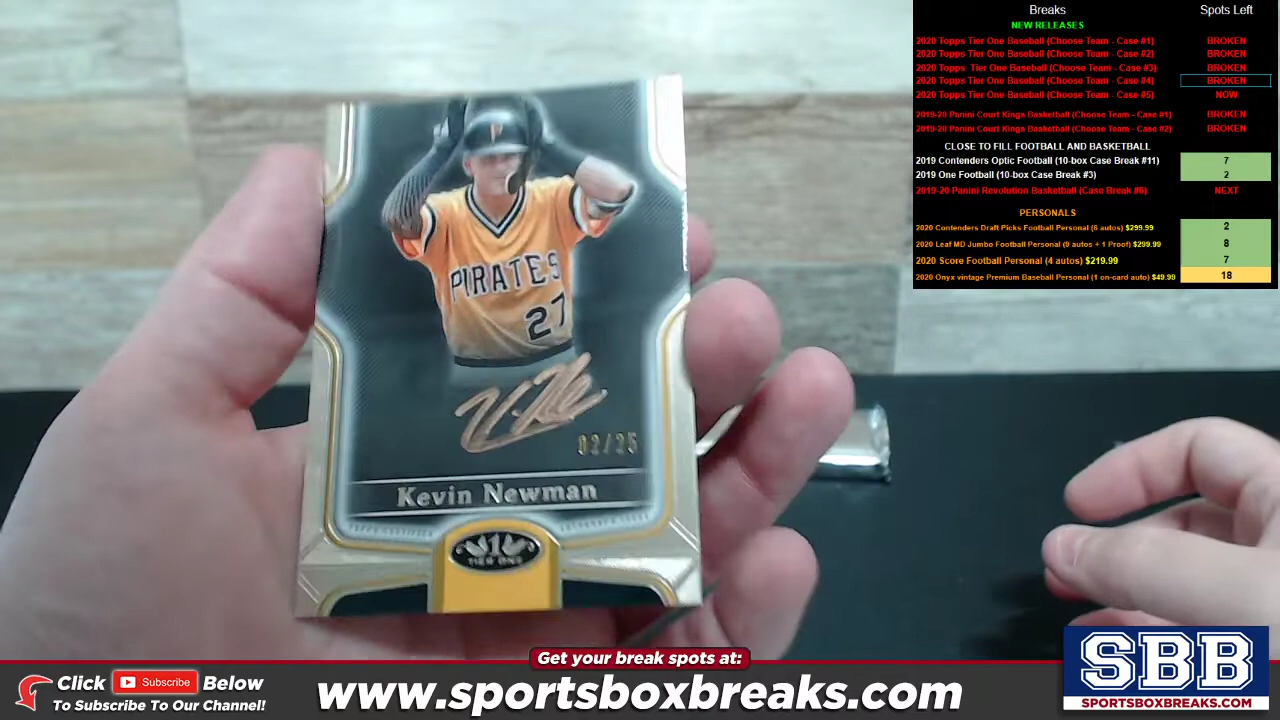 Breaks Spots Left
NEW RELEASES
2020 Topps Tier One Baseball (Choose Team - Case #1) BROKEN
2020 Topps Tier One Baseball (Choose Team - Case #2) BROKEN
2020 Topps Tier One Baseball (Choose Team - Case #3) BROKEN
2020 Topps Tier One Baseball (Choose Team - Case #4) BROKEN
2020 Topps Tier One Baseball (Choose Team - Case #5) NOW
2019-20 Panini Court Kings Basketball (Choose Team - Case #1) BROKEN
2019-20 Panini Court Kings Basketball (Choose Team - Case #2) BROKEN
CLOSE TO FILL FOOTBALL AND BASKETBALL
2019 Contenders Optic Football (10-box Case Break #11) 7
2019 One Football (10-box Case Break #3) 2
2019-20 Panini Revolution Basketball (Case Break #6) NEXT
PERSONALS
2020 Contenders Draft Picks Football Personal (6 autos) $299.99 2
2020 Leaf MD Jumbo Football Personal (9 autos + 1 Proof) $299.99 8
2020 Score Football Personal (4 autos) $219.99 7
2020 Onyx vintage Premium Baseball Personal (1 on-card auto) $49.99 18
P
PIRATES
27
02/25
Kevin Newman
1
TIER ONE
Get your break spots at:
Click Subscribe Below
To Subscribe To Our Channel!
www.sportsboxbreaks.com
SBB
SPORTSBOXBREAKS.COM